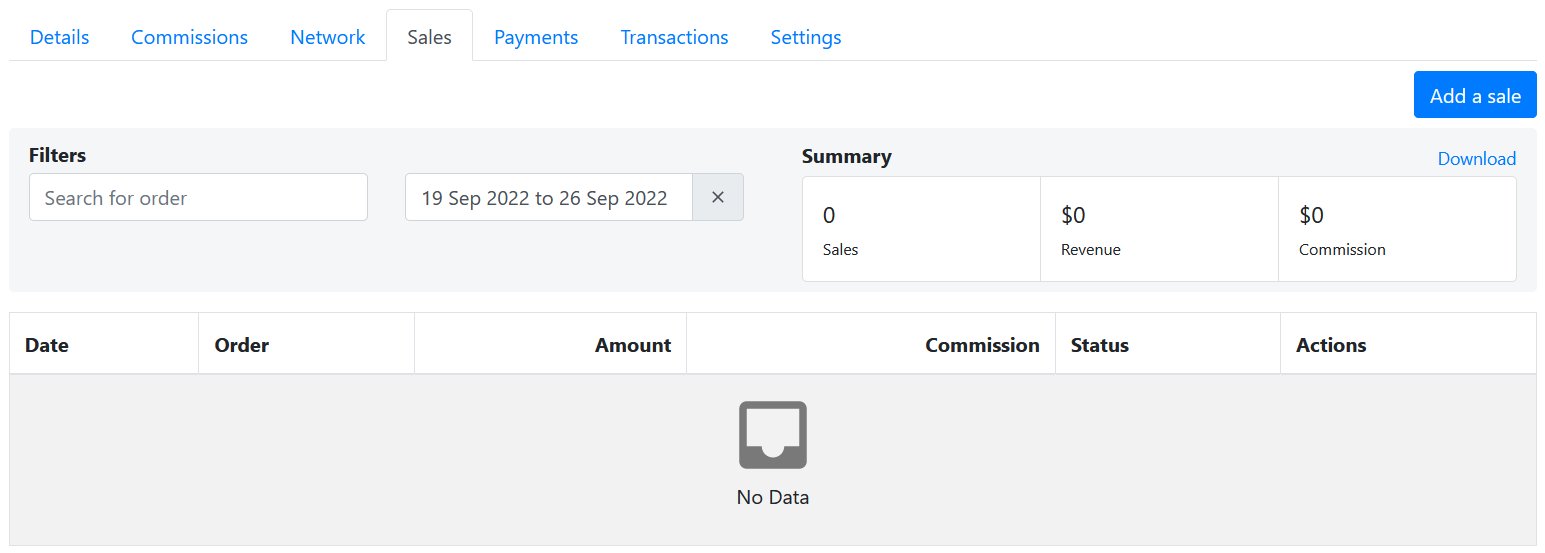 Details Commissions Network Sales Payments Transactions Settings
Add a sale
Filters
Search for order
19 Sep 2022 to 26 Sep 2022 ×
Summary
Download
0
Sales
$0
Revenue
$0
Commission
Date Order Amount Commission Status Actions
No Data